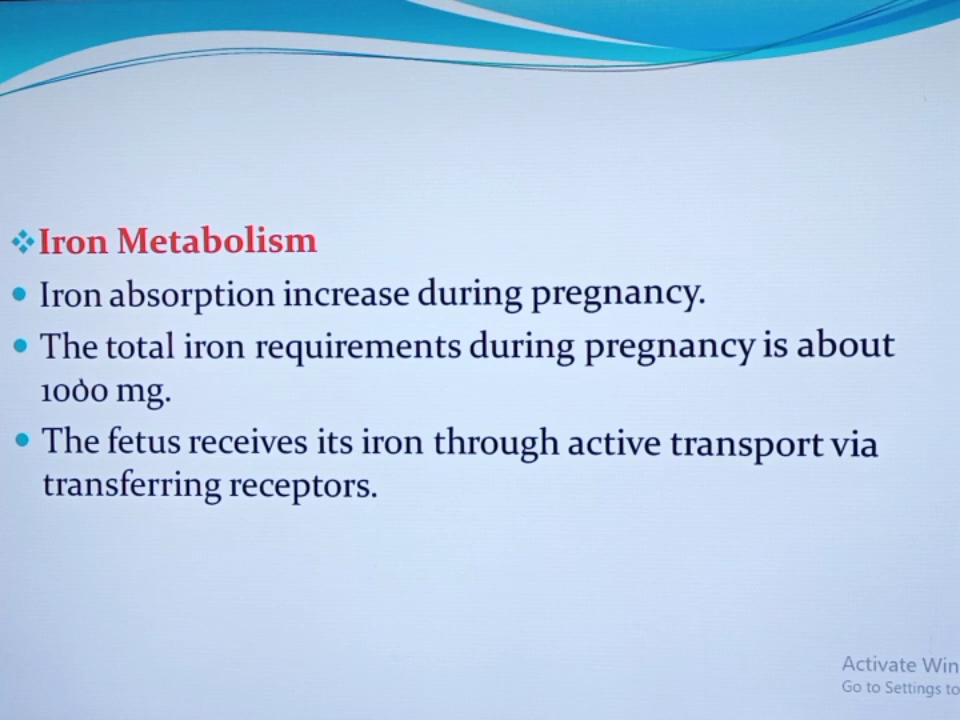 Iron Metabolism
Iron absorption increase during pregnancy.
The total iron requirements during pregnancy is about
1000 mg.
The fetus receives its iron through active transport via
transferring receptors.
Activate Win
Go to Settings to